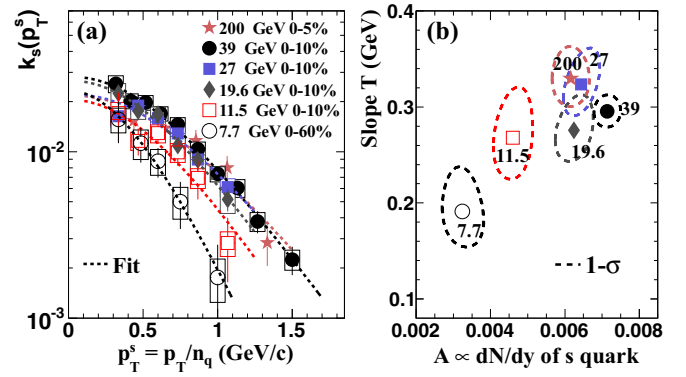 k_s(p_T^s)
(a)
200 GeV 0-5%
39 GeV 0-10%
27 GeV 0-10%
19.6 GeV 0-10%
11.5 GeV 0-10%
7.7 GeV 0-60%
10^-2
10^-3
Fit
0 0.5 1 1.5
p_T^s = p_T/n_q (GeV/c)
(b)
Slope T (GeV)
0.4
0.3
0.2
0.1
200
27
39
19.6
11.5
7.7
1-σ
0.002 0.004 0.006 0.008
A ∝ dN/dy of s quark